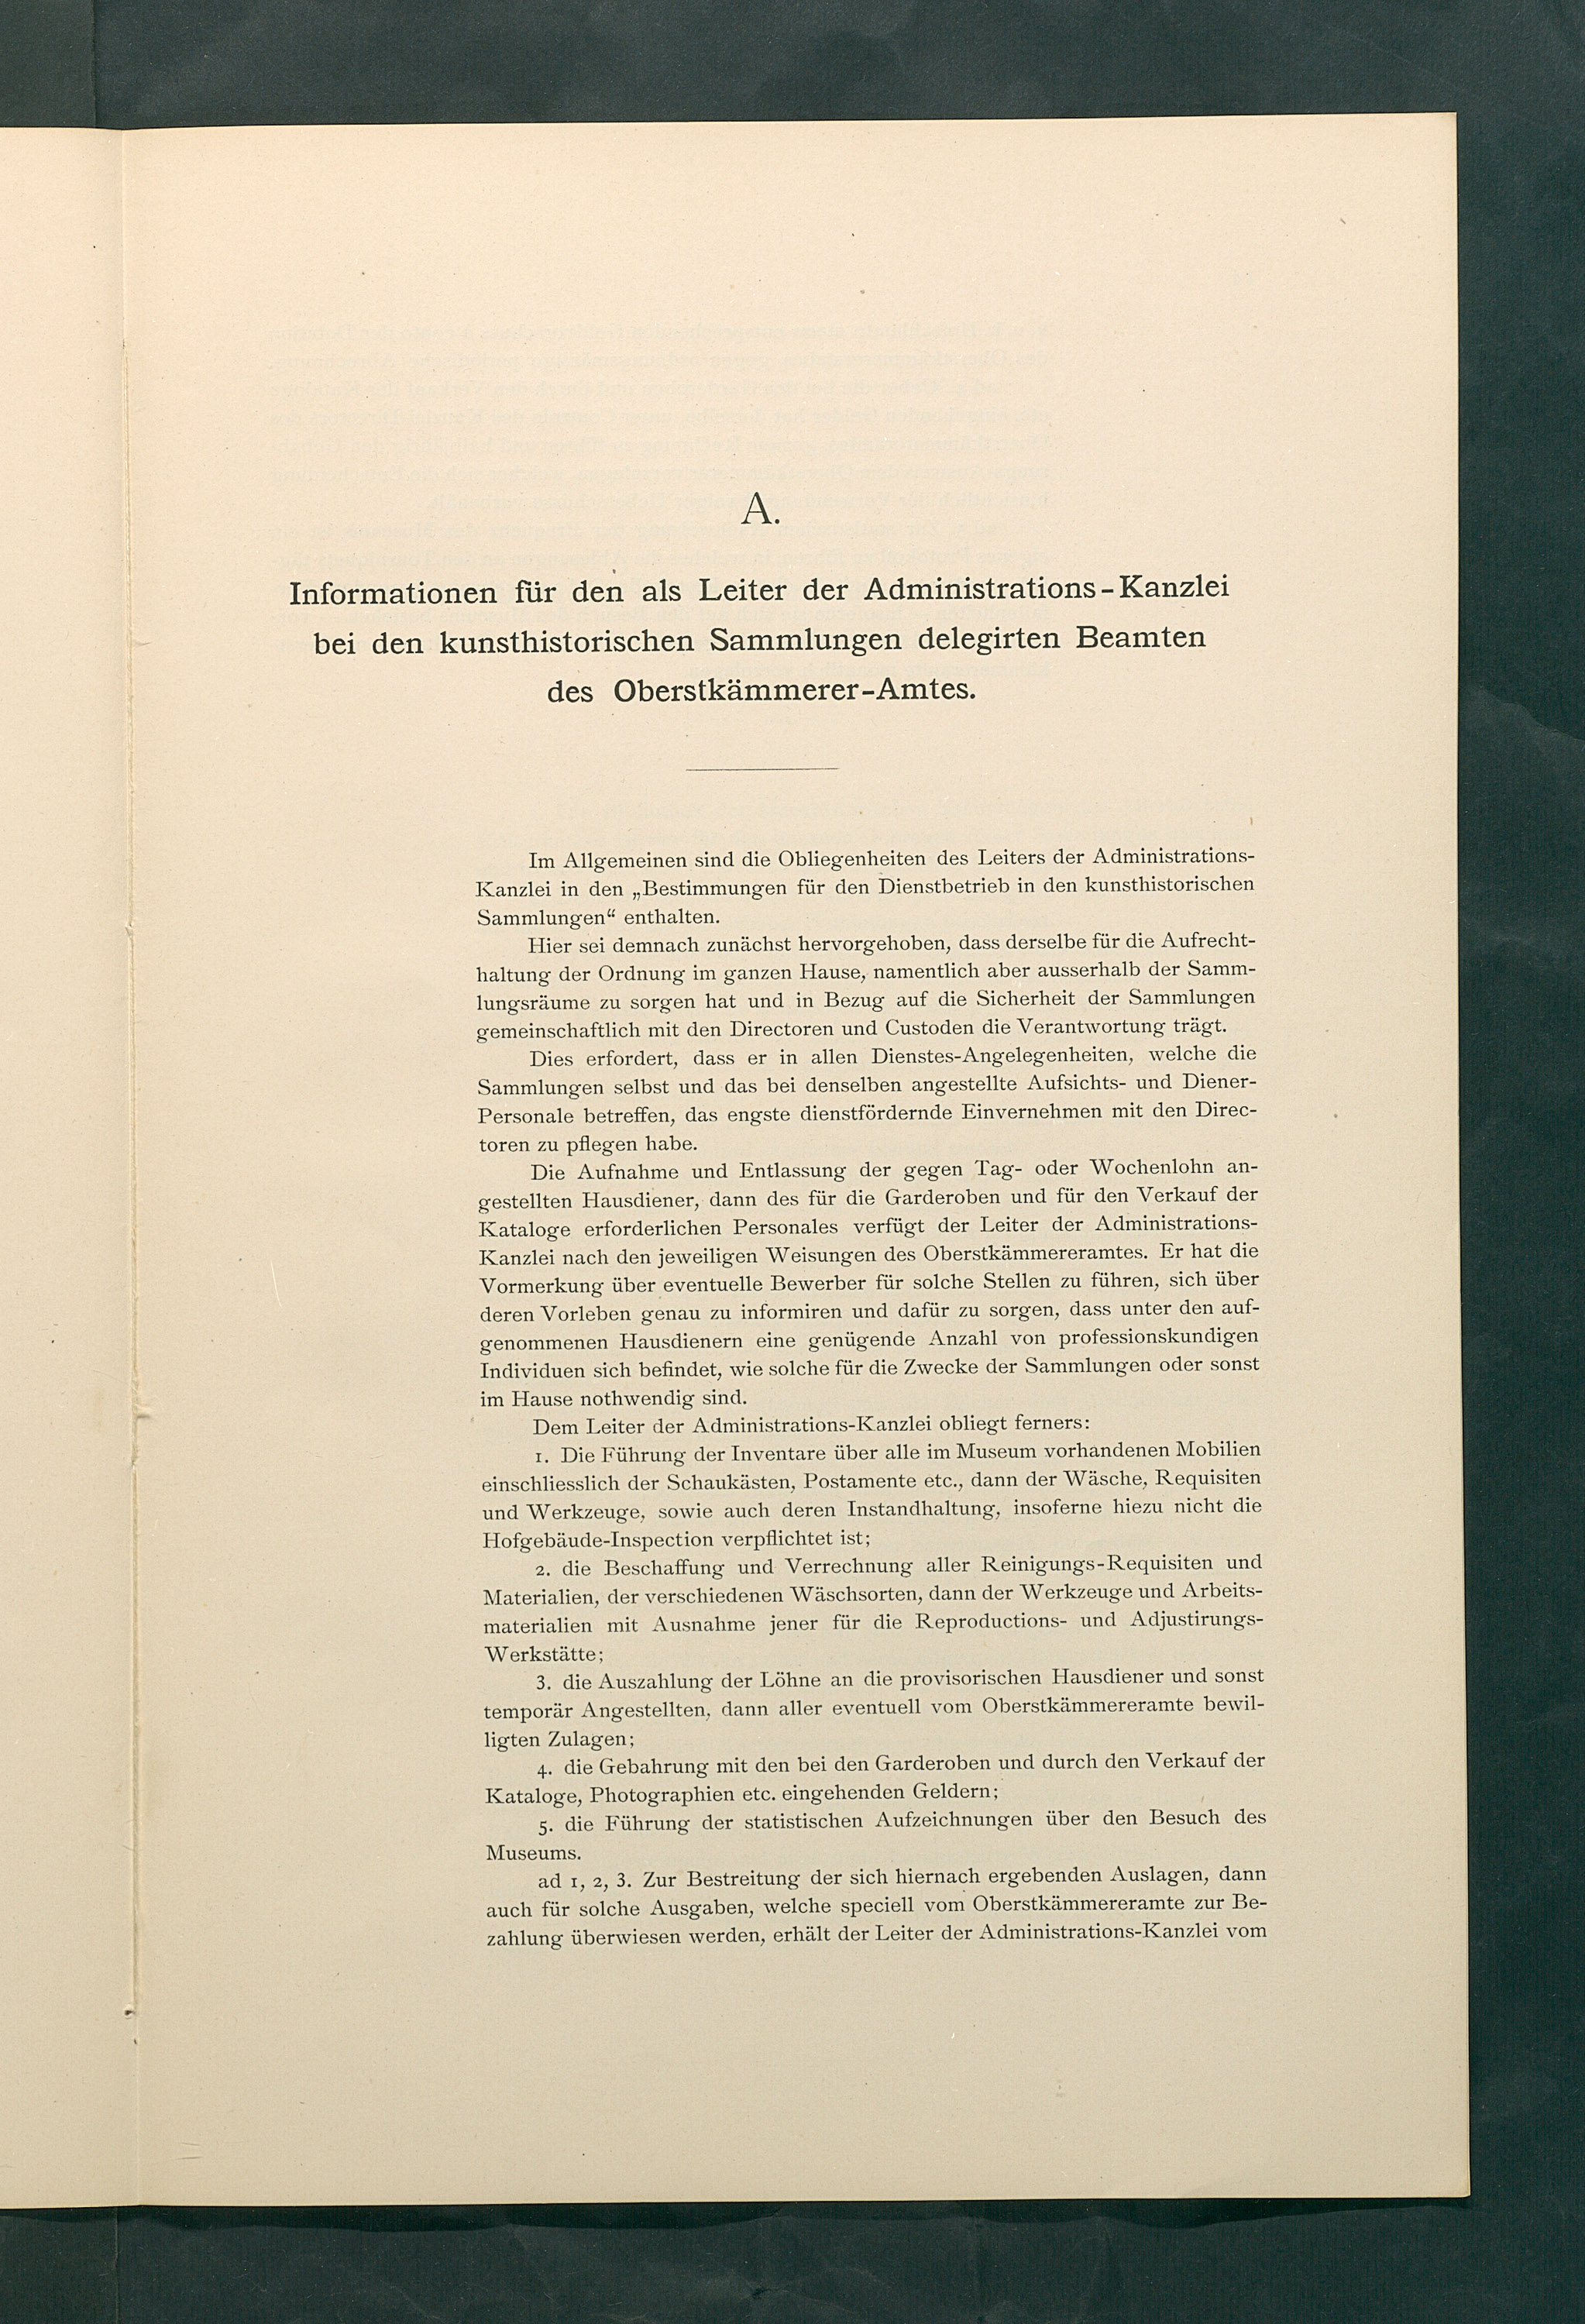 A.
Informationen für den als Leiter der Administrations-Kanzlei
bei den kunsthistorischen Sammlungen delegirten Beamten
des Oberstkämmerer-Amtes.
Im Allgemeinen sind die Obliegenheiten des Leiters der Administrations-
Kanzlei in den „Bestimmungen für den Dienstbetrieb in den kunsthistorischen
Sammlungen“ enthalten.
Hier sei demnach zunächst hervorgehoben, dass derselbe für die Aufrecht-
haltung der Ordnung im ganzen Hause, namentlich aber ausserhalb der Samm-
lungsräume zu sorgen hat und in Bezug auf die Sicherheit der Sammlungen
gemeinschaftlich mit den Directoren und Custoden die Verantwortung trägt.
Dies erfordert, dass er in allen Dienstes-Angelegenheiten, welche die
Sammlungen selbst und das bei denselben angestellte Aufsichts- und Diener-
Personale betreffen, das engste dienstfördernde Einvernehmen mit den Direc-
toren zu pflegen habe.
Die Aufnahme und Entlassung der gegen Tag- oder Wochenlohn an-
gestellten Hausdiener, dann des für die Garderoben und für den Verkauf der
Kataloge erforderlichen Personales verfügt der Leiter der Administrations-
Kanzlei nach den jeweiligen Weisungen des Oberstkämmereramtes. Er hat die
Vormerkung über eventuelle Bewerber für solche Stellen zu führen, sich über
deren Vorleben genau zu informiren und dafür zu sorgen, dass unter den auf-
genommenen Hausdienern eine genügende Anzahl von professionskundigen
Individuen sich befindet, wie solche für die Zwecke der Sammlungen oder sonst
im Hause nothwendig sind.
Dem Leiter der Administrations-Kanzlei obliegt ferners:
1. Die Führung der Inventare über alle im Museum vorhandenen Mobilien
einschliesslich der Schaukästen, Postamente etc., dann der Wäsche, Requisiten
und Werkzeuge, sowie auch deren Instandhaltung, insoferne hiezu nicht die
Hofgebäude-Inspection verpflichtet ist;
2. die Beschaffung und Verrechnung aller Reinigungs-Requisiten und
Materialien, der verschiedenen Wäschsorten, dann der Werkzeuge und Arbeits-
materialien mit Ausnahme jener für die Reproductions- und Adjustirungs-
Werkstätte;
3. die Auszahlung der Löhne an die provisorischen Hausdiener und sonst
temporär Angestellten, dann aller eventuell vom Oberstkämmereramte bewil-
ligten Zulagen;
4. die Gebahrung mit den bei den Garderoben und durch den Verkauf der
Kataloge, Photographien etc. eingehenden Geldern;
5. die Führung der statistischen Aufzeichnungen über den Besuch des
Museums.
ad 1, 2, 3. Zur Bestreitung der sich hiernach ergebenden Auslagen, dann
auch für solche Ausgaben, welche speciell vom Oberstkämmereramte zur Be-
zahlung überwiesen werden, erhält der Leiter der Administrations-Kanzlei vom